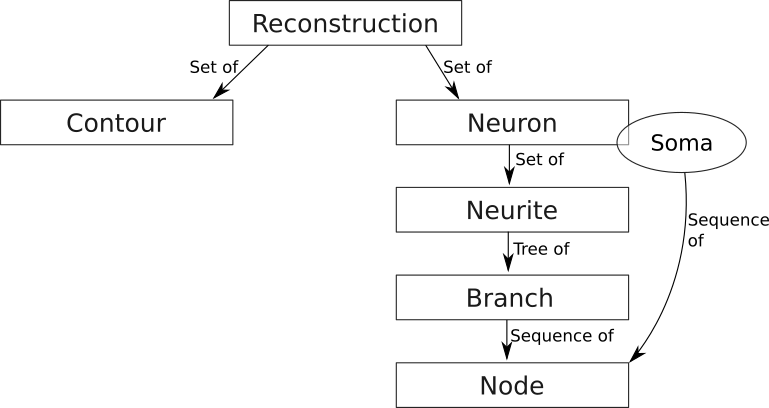 Reconstruction
Set of
Set of
Contour
Neuron
Soma
Set of
Neurite
Sequence
of
Tree of
Branch
Sequence of
Node